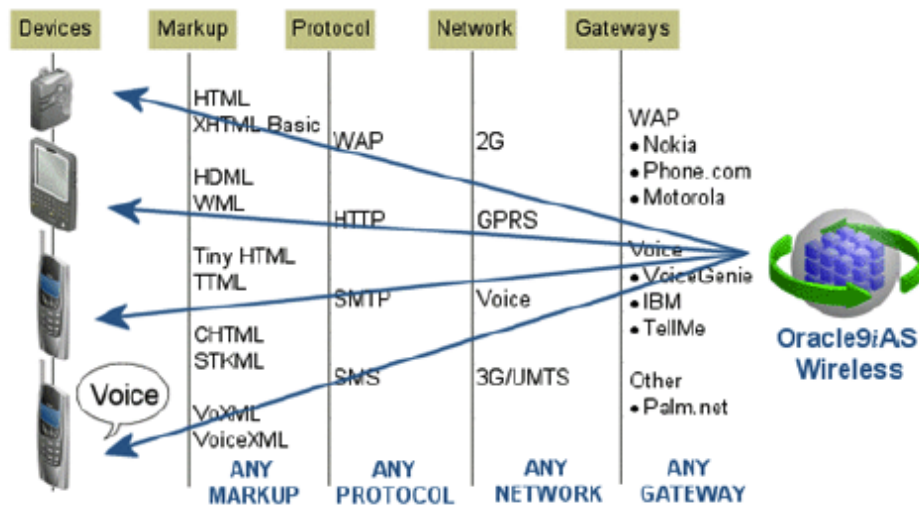 Devices
Markup
Protocol
Network
Gateways
HTML
XHTML Basic
HDML
WML
Tiny HTML
TTML
CHTML
STKML
VoXML
VoiceXML
ANY
MARKUP
WAP
HTTP
SMTP
SMS
ANY
PROTOCOL
2G
GPRS
Voice
3G/UMTS
ANY
NETWORK
WAP
• Nokia
• Phone.com
• Motorola
Voice
• VoiceGenie
• IBM
• TellMe
Other
• Palm.net
ANY
GATEWAY
Voice
Oracle9iAS
Wireless